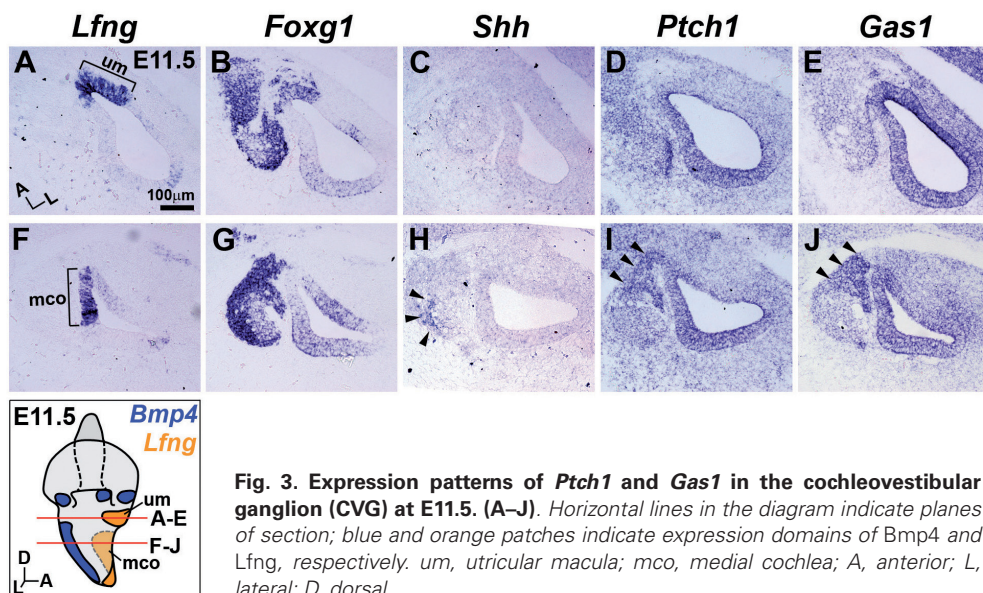 Lfng Foxg1 Shh Ptch1 Gas1
A um E11.5 B C D E
A L 100µm
F G H I J
mco
E11.5 Bmp4
Lfng
um
A-E
F-J
mco
D
L A
Fig. 3. Expression patterns of Ptch1 and Gas1 in the cochleovestibular
ganglion (CVG) at E11.5. (A–J). Horizontal lines in the diagram indicate planes
of section; blue and orange patches indicate expression domains of Bmp4 and
Lfng, respectively. um, utricular macula; mco, medial cochlea; A, anterior; L,
lateral; D, dorsal